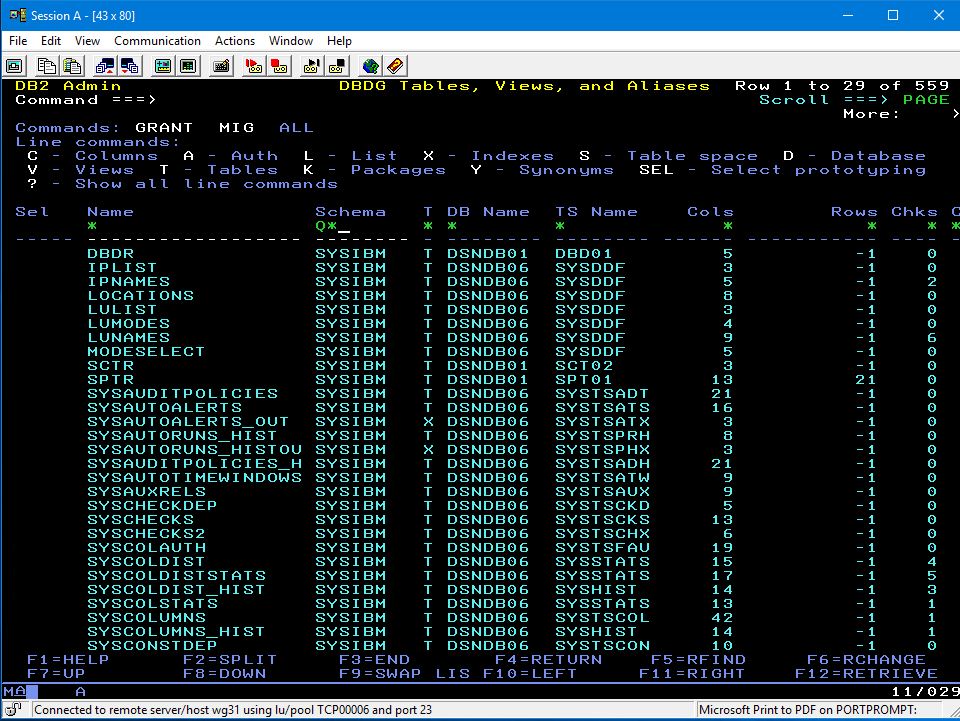 Session A - [43 x 80]
File Edit View Communication Actions Window Help
DB2 Admin DBDG Tables, Views, and Aliases Row 1 to 29 of 559
Command ===> Scroll ===> PAGE
More: >
Commands: GRANT MIG ALL
Line commands:
C - Columns A - Auth L - List X - Indexes S - Table space D - Database
V - Views T - Tables K - Packages Y - Synonyms SEL - Select prototyping
? - Show all line commands
Sel Name Schema T DB Name TS Name Cols Rows Chks C
* Q*_ * * * * * * *
----- ------------------ -------- - -------- -------- ------ ----------- ---- --
DBDR SYSIBM T DSNDB01 DBD01 5 -1 0
IPLIST SYSIBM T DSNDB06 SYSDDF 3 -1 0
IPNAMES SYSIBM T DSNDB06 SYSDDF 5 -1 2
LOCATIONS SYSIBM T DSNDB06 SYSDDF 8 -1 0
LULIST SYSIBM T DSNDB06 SYSDDF 3 -1 0
LUMODES SYSIBM T DSNDB06 SYSDDF 4 -1 0
LUNAMES SYSIBM T DSNDB06 SYSDDF 9 -1 6
MODESELECT SYSIBM T DSNDB06 SYSDDF 5 -1 0
SCTR SYSIBM T DSNDB01 SCT02 3 -1 0
SPTR SYSIBM T DSNDB01 SPT01 13 21 0
SYSAUDITPOLICIES SYSIBM T DSNDB06 SYSTSADT 21 -1 0
SYSAUTOALERTS SYSIBM T DSNDB06 SYSTSATS 16 -1 0
SYSAUTOALERTS_OUT SYSIBM X DSNDB06 SYSTSATX 3 -1 0
SYSAUTORUNS_HIST SYSIBM T DSNDB06 SYSTSPRH 8 -1 0
SYSAUTORUNS_HISTOU SYSIBM X DSNDB06 SYSTSPHX 3 -1 0
SYSAUDITPOLICIES_H SYSIBM T DSNDB06 SYSTSADH 21 -1 0
SYSAUTOTIMEWINDOWS SYSIBM T DSNDB06 SYSTSATW 9 -1 0
SYSAUXRELS SYSIBM T DSNDB06 SYSTSAUX 9 -1 0
SYSCHECKDEP SYSIBM T DSNDB06 SYSTSCKD 5 -1 0
SYSCHECKS SYSIBM T DSNDB06 SYSTSCKS 13 -1 0
SYSCHECKS2 SYSIBM T DSNDB06 SYSTSCHX 6 -1 0
SYSCOLAUTH SYSIBM T DSNDB06 SYSTSFAU 19 -1 0
SYSCOLDIST SYSIBM T DSNDB06 SYSSTATS 15 -1 4
SYSCOLDISTSTATS SYSIBM T DSNDB06 SYSSTATS 17 -1 5
SYSCOLDIST_HIST SYSIBM T DSNDB06 SYSHIST 14 -1 3
SYSCOLSTATS SYSIBM T DSNDB06 SYSSTATS 13 -1 1
SYSCOLUMNS SYSIBM T DSNDB06 SYSTSCOL 42 -1 1
SYSCOLUMNS_HIST SYSIBM T DSNDB06 SYSHIST 14 -1 1
SYSCONSTDEP SYSIBM T DSNDB06 SYSTSCON 10 -1 0
F1=HELP F2=SPLIT F3=END F4=RETURN F5=RFIND F6=RCHANGE
F7=UP F8=DOWN F9=SWAP LIS F10=LEFT F11=RIGHT F12=RETRIEVE
MA A 11/029
Connected to remote server/host wg31 using lu/pool TCP00006 and port 23 Microsoft Print to PDF on PORTPROMPT: